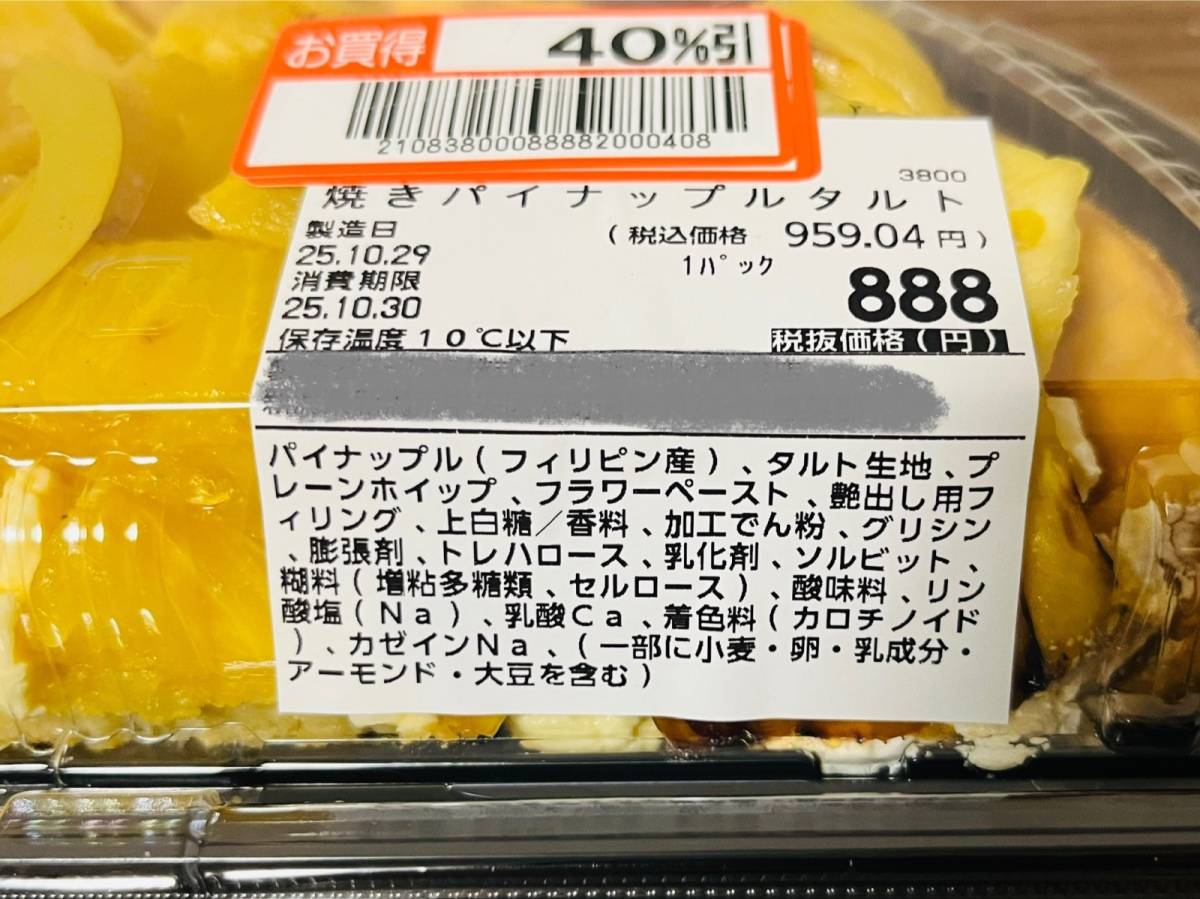 お買得 40%引
21083800088882000408
3800
焼きパイナップルタルト
製造日
(税込価格 959.04円)
25.10.29
1パック
消費期限
888
25.10.30
保存温度10℃以下
税抜価格(円)
パイナップル(フィリピン産)、タルト生地、プ
レーンホイップ、フラワーペースト、艶出し用フ
ィリング、上白糖/香料、加工でん粉、グリシン
、膨張剤、トレハロース、乳化剤、ソルビット、
糊料(増粘多糖類、セルロース)、酸味料、リン
酸塩(Na)、乳酸Ca、着色料(カロチノイド
)、カゼインNa、(一部に小麦・卵・乳成分・
アーモンド・大豆を含む)